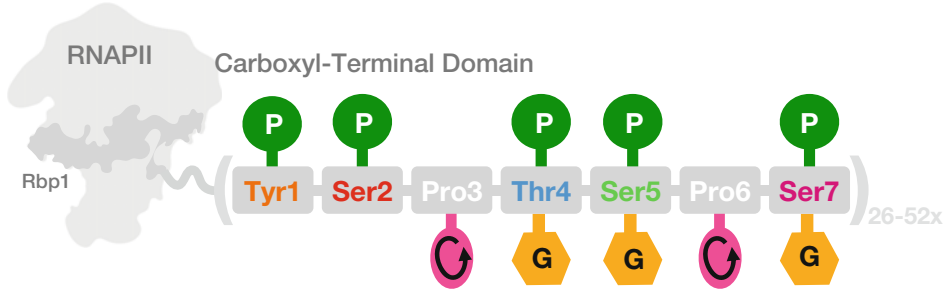 RNAPII
Carboxyl-Terminal Domain
P P P P P
Rbp1
( Tyr1 Ser2 Pro3 Thr4 Ser5 Pro6 Ser7 ) 26-52x
G G G